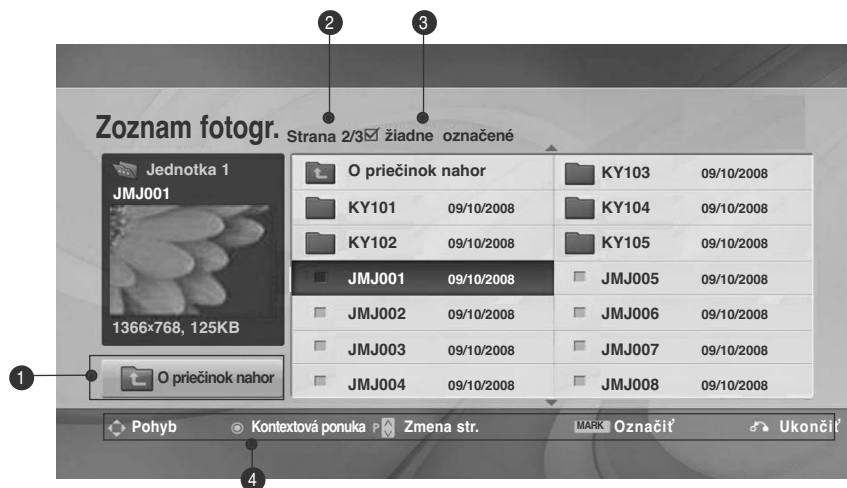 2 3
Zoznam fotogr. Strana 2/3 ☑ žiadne označené
Jednotka 1
JMJ001
1366×768, 125KB
1 O priečinok nahor
O priečinok nahor
KY101 09/10/2008
KY102 09/10/2008
JMJ001 09/10/2008
JMJ002 09/10/2008
JMJ003 09/10/2008
JMJ004 09/10/2008
KY103 09/10/2008
KY104 09/10/2008
KY105 09/10/2008
JMJ005 09/10/2008
JMJ006 09/10/2008
JMJ007 09/10/2008
JMJ008 09/10/2008
Pohyb Kontextová ponuka P Zmena str. MARK Označiť Ukončiť
4